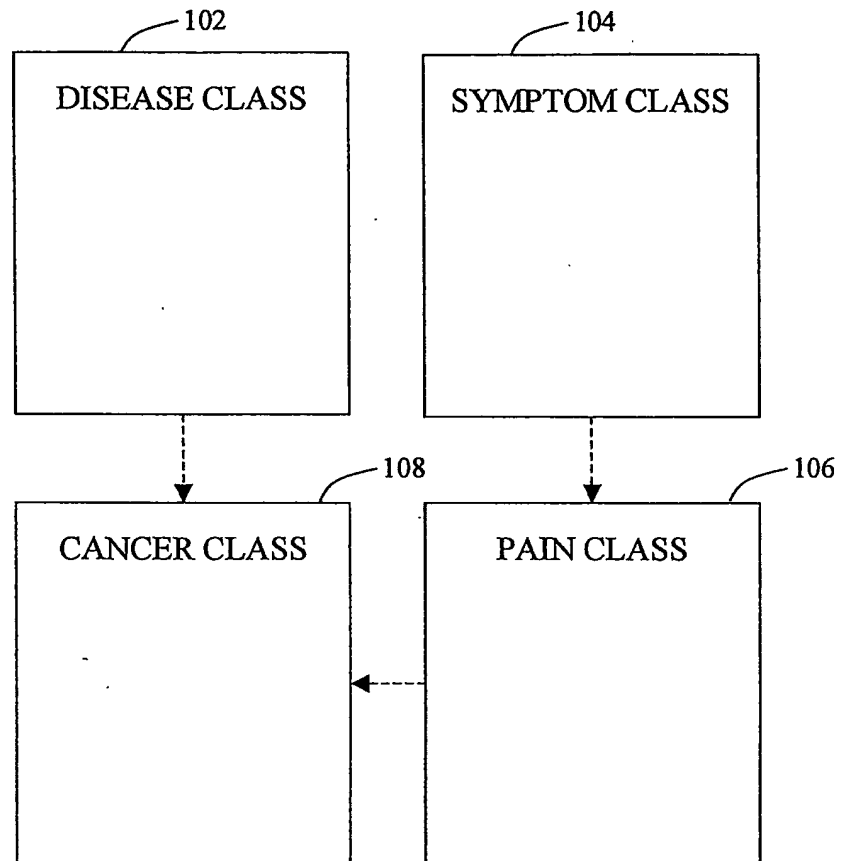 102
104
DISEASE CLASS
SYMPTOM CLASS
108
106
CANCER CLASS
PAIN CLASS